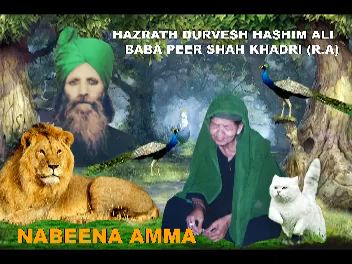 HAZRATH DURVESH HASHIM ALI
BABA PEER SHAH KHADRI (R.A)
NABEENA AMMA